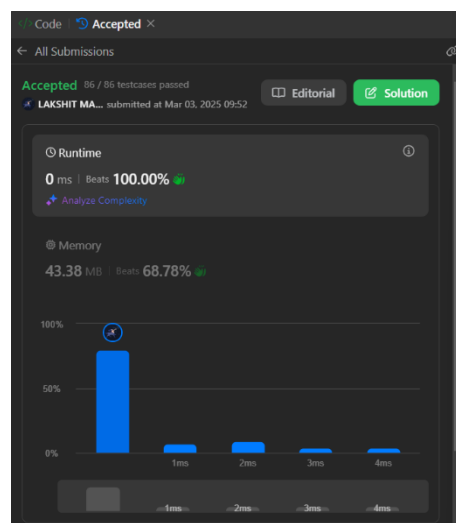 </> Code | Accepted ×
← All Submissions
Accepted 86 / 86 testcases passed
LAKSHIT MA... submitted at Mar 03, 2025 09:52
Editorial
Solution
Runtime
0 ms | Beats 100.00%
Analyze Complexity
Memory
43.38 MB | Beats 68.78%
100%
50%
0%
1ms 2ms 3ms 4ms
1ms 2ms 3ms 4ms